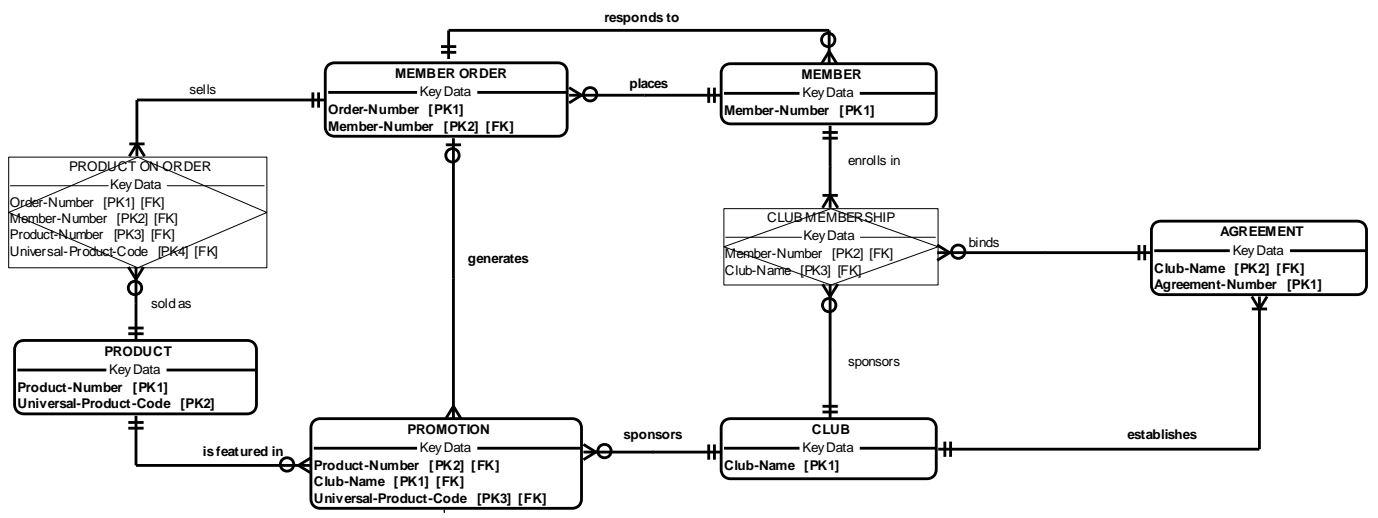 responds to
MEMBER ORDER
Key Data
Order-Number [PK1]
Member-Number [PK2] [FK]
places
MEMBER
Key Data
Member-Number [PK1]
sells
enrolls in
PRODUCT ON ORDER
Key Data
Order-Number [PK1] [FK]
Member-Number [PK2] [FK]
Product-Number [PK3] [FK]
Universal-Product-Code [PK4] [FK]
CLUB MEMBERSHIP
Key Data
Member-Number [PK2] [FK]
Club-Name [PK3] [FK]
binds
AGREEMENT
Key Data
Club-Name [PK2] [FK]
Agreement-Number [PK1]
generates
sold as
PRODUCT
Key Data
Product-Number [PK1]
Universal-Product-Code [PK2]
sponsors
is featured in
PROMOTION
Key Data
Product-Number [PK2] [FK]
Club-Name [PK1] [FK]
Universal-Product-Code [PK3] [FK]
sponsors
CLUB
Key Data
Club-Name [PK1]
establishes